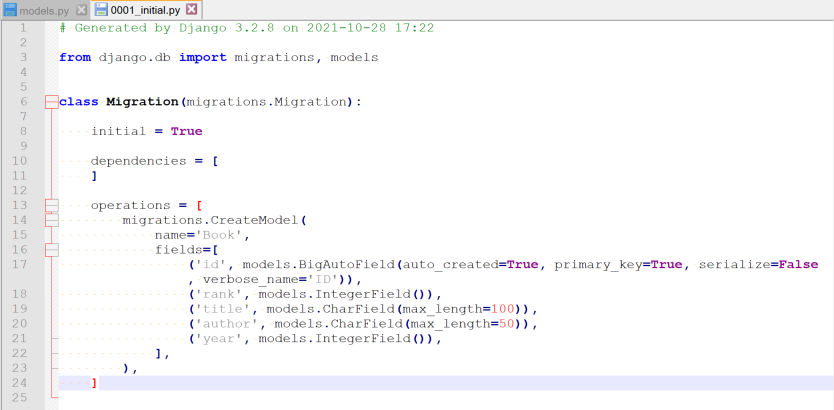 models.py 0001_initial.py
1 # Generated by Django 3.2.8 on 2021-10-28 17:22
2
3 from django.db import migrations, models
4
5
6 class Migration(migrations.Migration):
7
8 initial = True
9
10 dependencies = [
11 ]
12
13 operations = [
14 migrations.CreateModel(
15 name='Book',
16 fields=[
17 ('id', models.BigAutoField(auto_created=True, primary_key=True, serialize=False
, verbose_name='ID')),
18 ('rank', models.IntegerField()),
19 ('title', models.CharField(max_length=100)),
20 ('author', models.CharField(max_length=50)),
21 ('year', models.IntegerField()),
22 ],
23 ),
24 ]
25